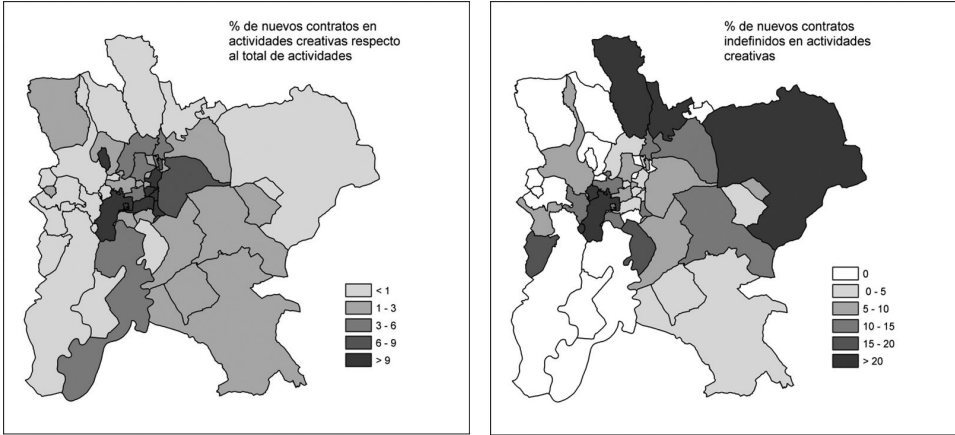 % de nuevos contratos en
actividades creativas respecto
al total de actividades
< 1
1 - 3
3 - 6
6 - 9
> 9
% de nuevos contratos
indefinidos en actividades
creativas
0
0 - 5
5 - 10
10 - 15
15 - 20
> 20